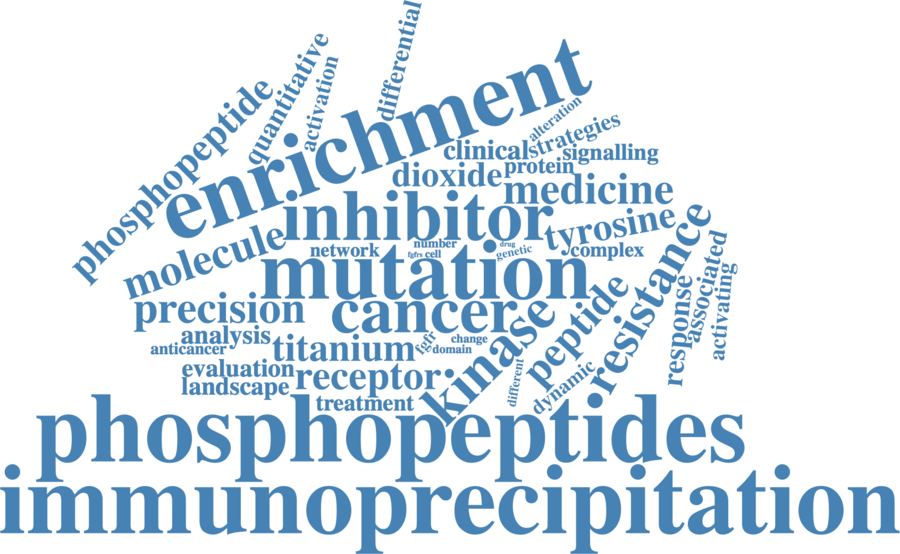 differential
quantitative
activation
phosphopeptide
enrichment
alteration
strategies
clinical
signalling
protein
dioxide
medicine
inhibitor
tyrosine
molecule
network
number
drug
genetic
fgfrs
cell
complex
mutation
resistance
associated
activating
response
precision
cancer
kinase
peptide
analysis
anticancer
titanium
fgfr
change
domain
evaluation
landscape
receptor
different
dynamic
treatment
phosphopeptides
immunoprecipitation